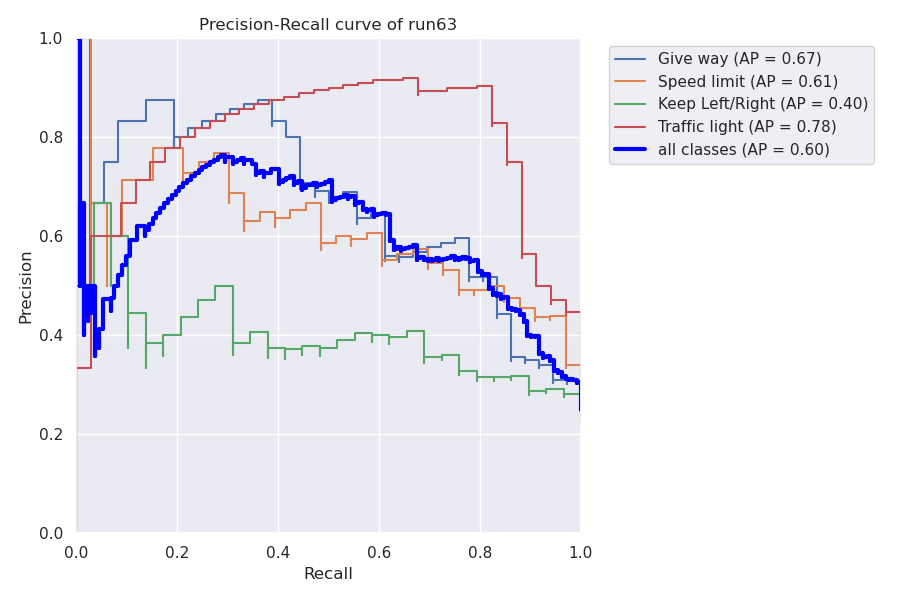 Precision-Recall curve of run63
1.0
0.8
0.6
0.4
0.2
0.0
Precision
0.0 0.2 0.4 0.6 0.8 1.0
Recall
Give way (AP = 0.67)
Speed limit (AP = 0.61)
Keep Left/Right (AP = 0.40)
Traffic light (AP = 0.78)
all classes (AP = 0.60)